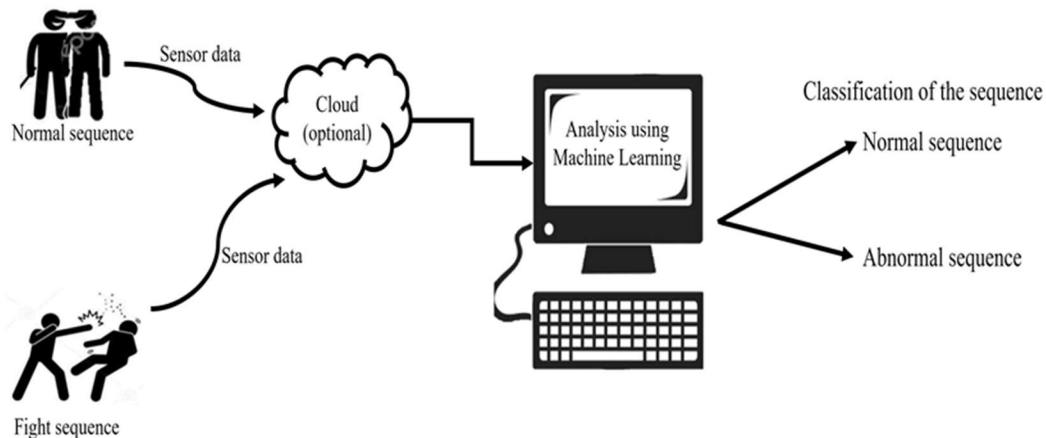 Sensor data
Normal sequence
Cloud
(optional)
Analysis using
Machine Learning
Classification of the sequence
Normal sequence
Abnormal sequence
Sensor data
Fight sequence